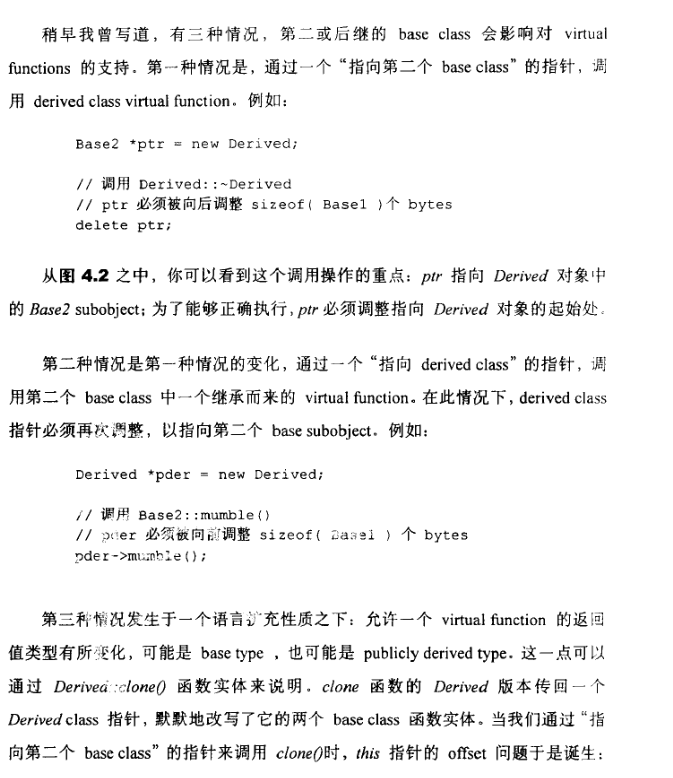 稍早我曾写道，有三种情况，第二或后继的 base class 会影响对 virtual
functions 的支持。第一种情况是，通过一个“指向第二个 base class”的指针，调
用 derived class virtual function。例如：
Base2 *ptr = new Derived;
// 调用 Derived::~Derived
// ptr 必须被向后调整 sizeof( Base1 )个 bytes
delete ptr;
从图 4.2 之中，你可以看到这个调用操作的重点：ptr 指向 Derived 对象中
的 Base2 subobject；为了能够正确执行，ptr 必须调整指向 Derived 对象的起始处。
第二种情况是第一种情况的变化，通过一个“指向 derived class”的指针，调
用第二个 base class 中一个继承而来的 virtual function。在此情况下，derived class
指针必须再次调整，以指向第二个 base subobject。例如：
Derived *pder = new Derived;
// 调用 Base2::mumble()
// pder 必须被向前调整 sizeof( Base1 ) 个 bytes
pder->mumble();
第三种情况发生于一个语言扩充性质之下：允许一个 virtual function 的返回
值类型有所变化，可能是 base type ，也可能是 publicly derived type。这一点可以
通过 Derived::clone() 函数实体来说明。clone 函数的 Derived 版本传回一个
Derived class 指针，默默地改写了它的两个 base class 函数实体。当我们通过“指
向第二个 base class”的指针来调用 clone()时，this 指针的 offset 问题于是诞生：